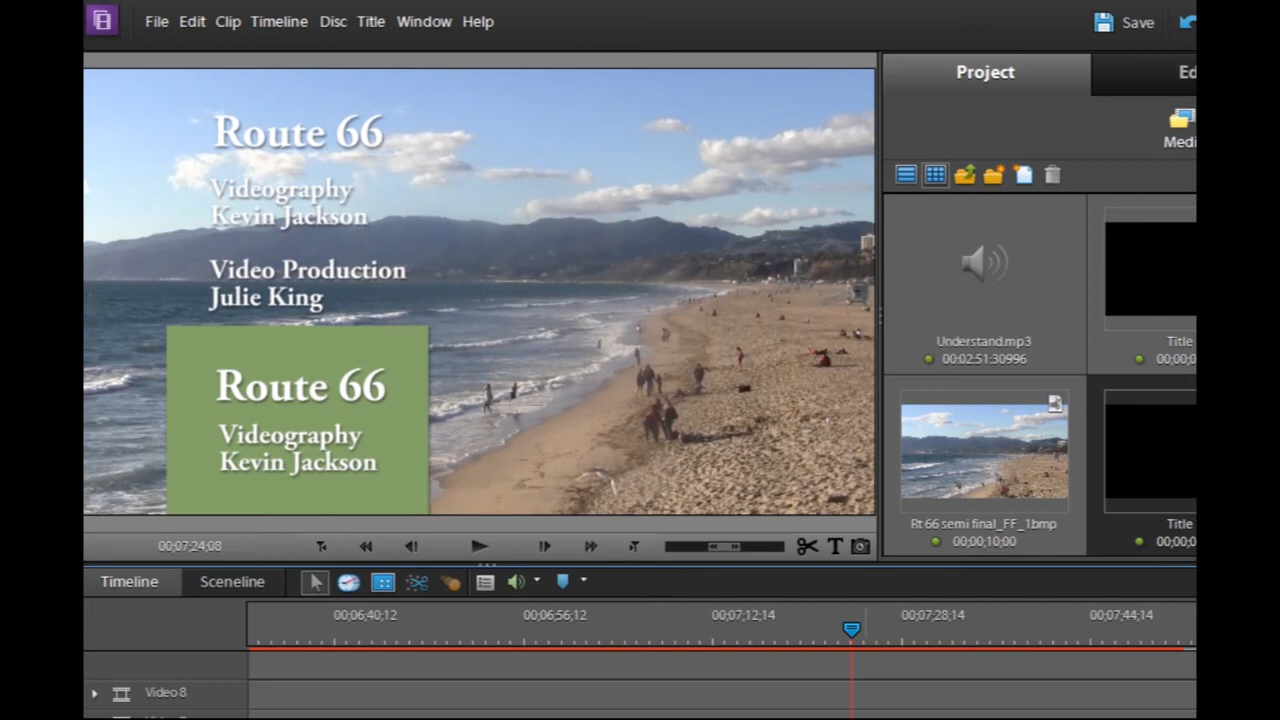 File Edit Clip Timeline Disc Title Window Help
Save
Project
Route 66
Videography
Kevin Jackson
Video Production
Julie King
Route 66
Videography
Kevin Jackson
Understand.mp3
00:02:51:30996
Title
Rt 66 semi final_FF_1.bmp
00;00;10;00
Title
00;07;24;08
T
Timeline Sceneline
00;06;40;12 00;06;56;12 00;07;12;14 00;07;28;14 00;07;44;14
Video 8